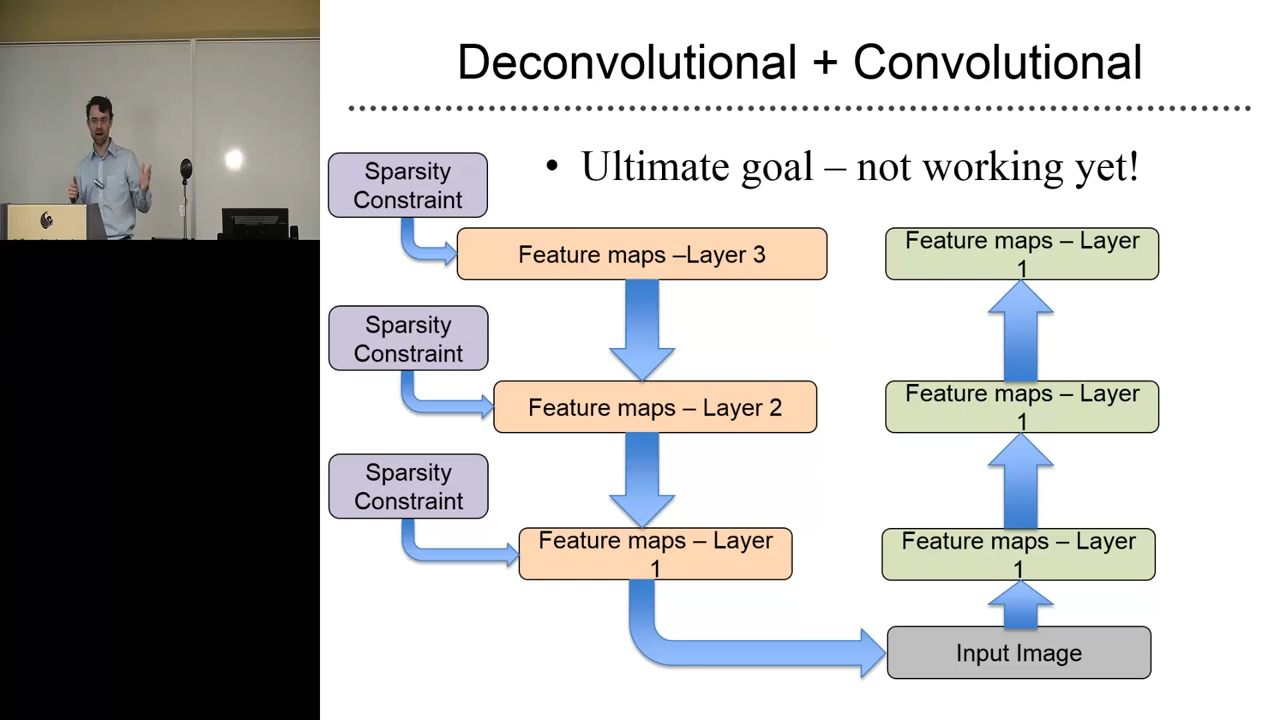 Deconvolutional + Convolutional
• Ultimate goal – not working yet!
Sparsity
Constraint
Feature maps –Layer 3
Feature maps – Layer
1
Sparsity
Constraint
Feature maps – Layer 2
Feature maps – Layer
1
Sparsity
Constraint
Feature maps – Layer
1
Feature maps – Layer
1
Input Image